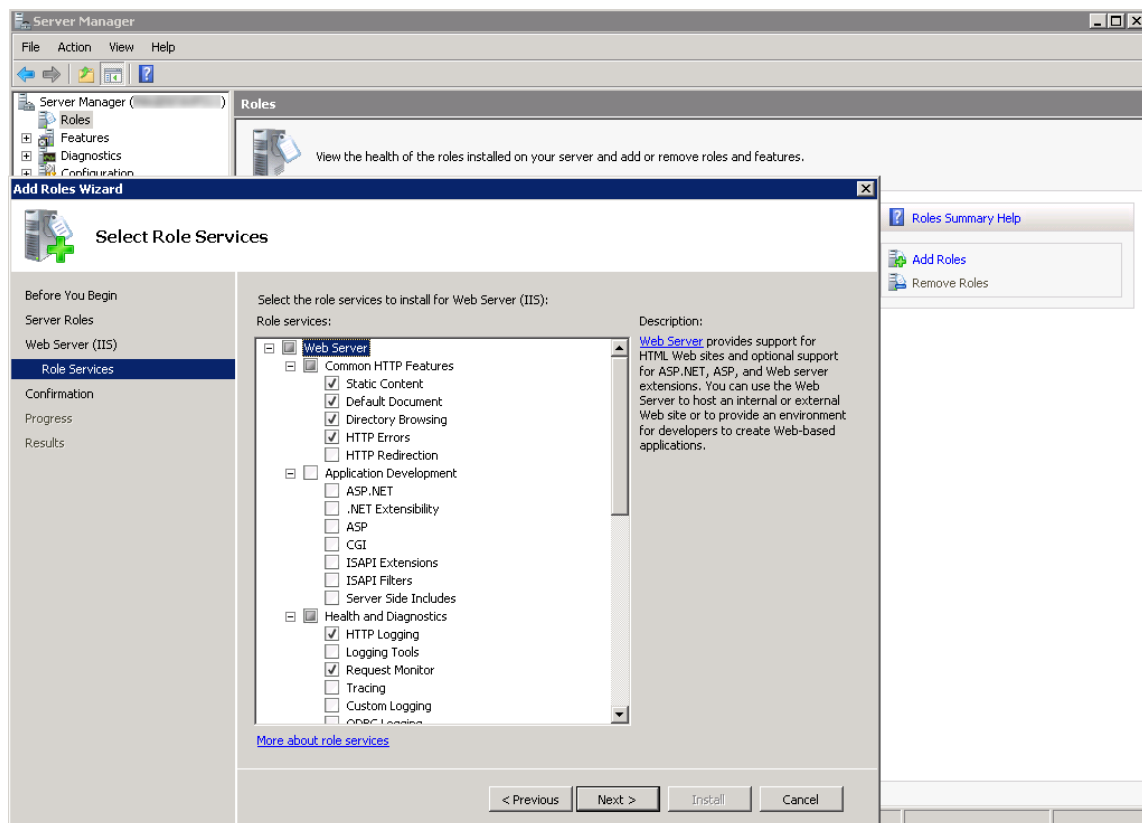 Server Manager
File Action View Help
Server Manager ( )
Roles
Features
Diagnostics
Configuration
Roles
View the health of the roles installed on your server and add or remove roles and features.
Roles Summary Help
Add Roles
Remove Roles
Add Roles Wizard
Select Role Services
Before You Begin
Server Roles
Web Server (IIS)
Role Services
Confirmation
Progress
Results
Select the role services to install for Web Server (IIS):
Role services:
Web Server
Common HTTP Features
Static Content
Default Document
Directory Browsing
HTTP Errors
HTTP Redirection
Application Development
ASP.NET
.NET Extensibility
ASP
CGI
ISAPI Extensions
ISAPI Filters
Server Side Includes
Health and Diagnostics
HTTP Logging
Logging Tools
Request Monitor
Tracing
Custom Logging
ODBC Logging
More about role services
Description:
Web Server provides support for
HTML Web sites and optional support
for ASP.NET, ASP, and Web server
extensions. You can use the Web
Server to host an internal or external
Web site or to provide an environment
for developers to create Web-based
applications.
< Previous
Next >
Install
Cancel